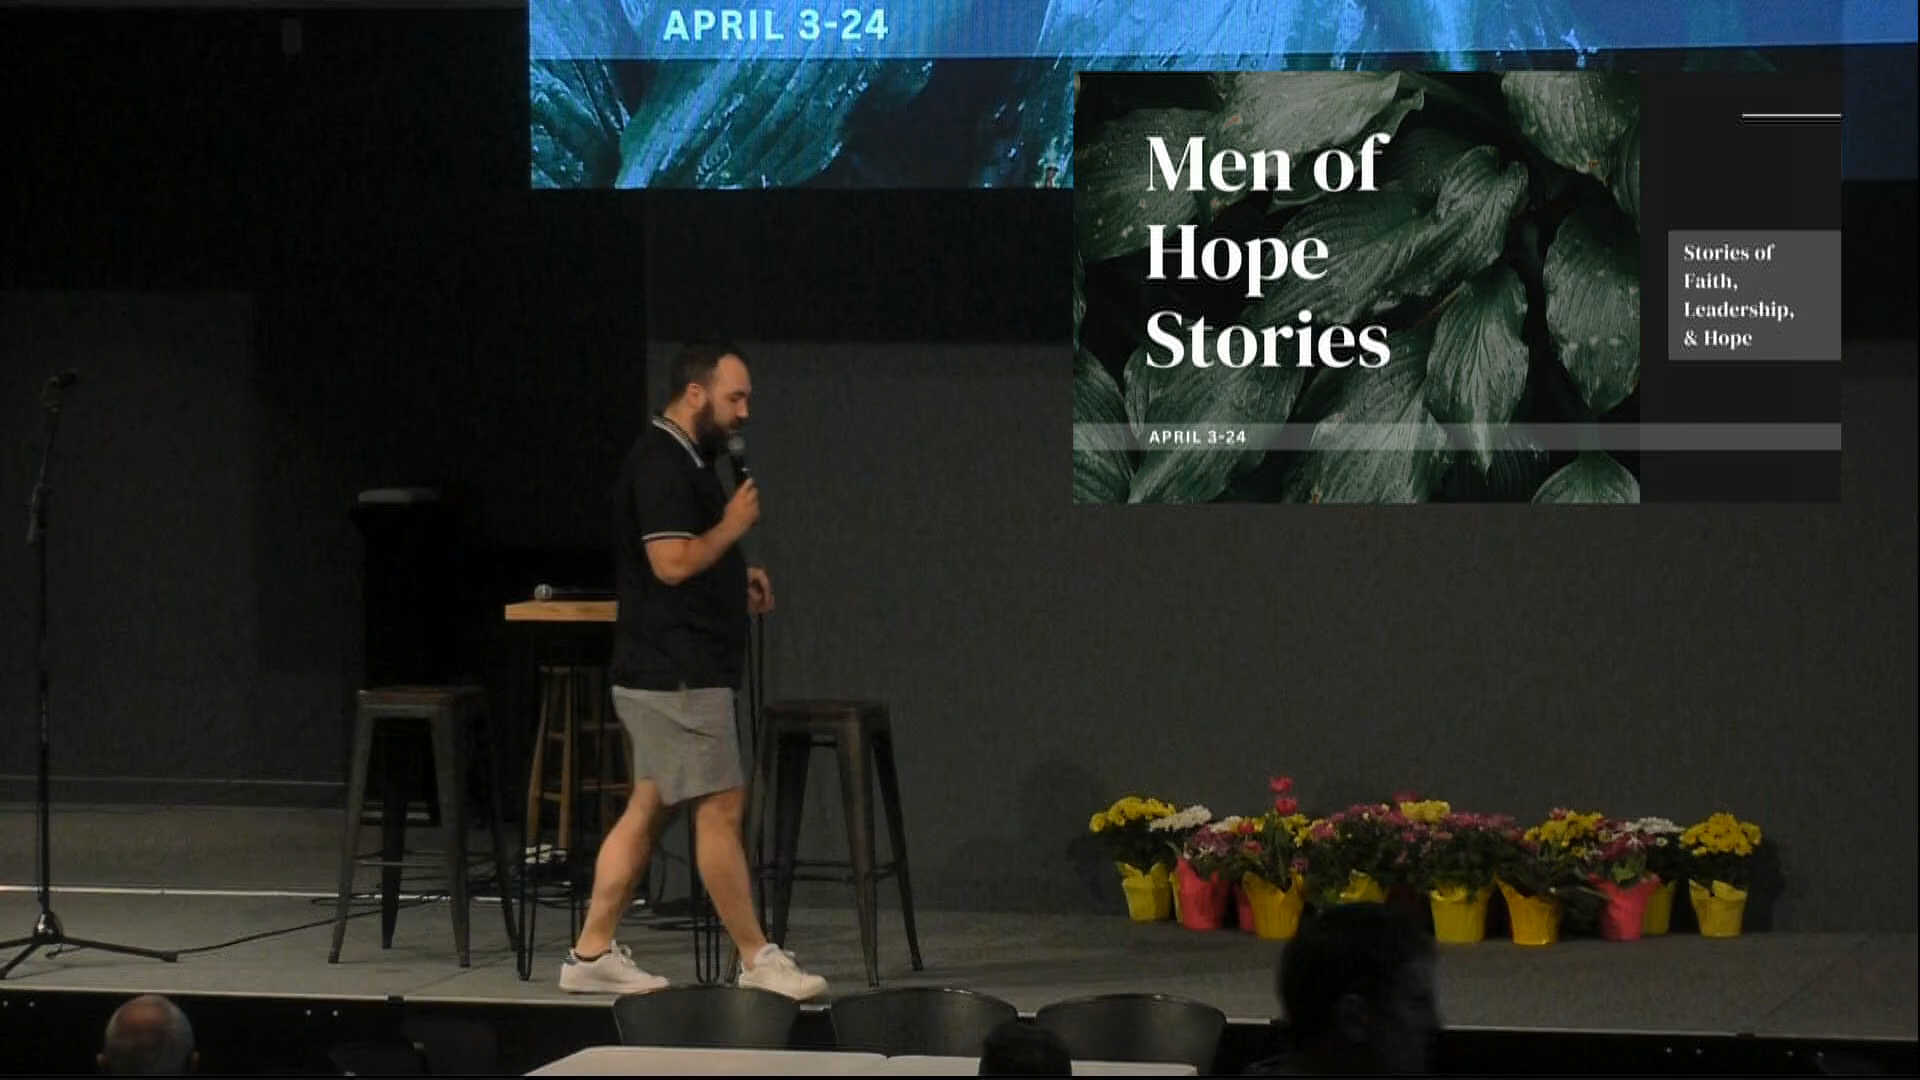 APRIL 3-24
Men of
Hope
Stories
Stories of
Faith,
Leadership,
& Hope
APRIL 3-24